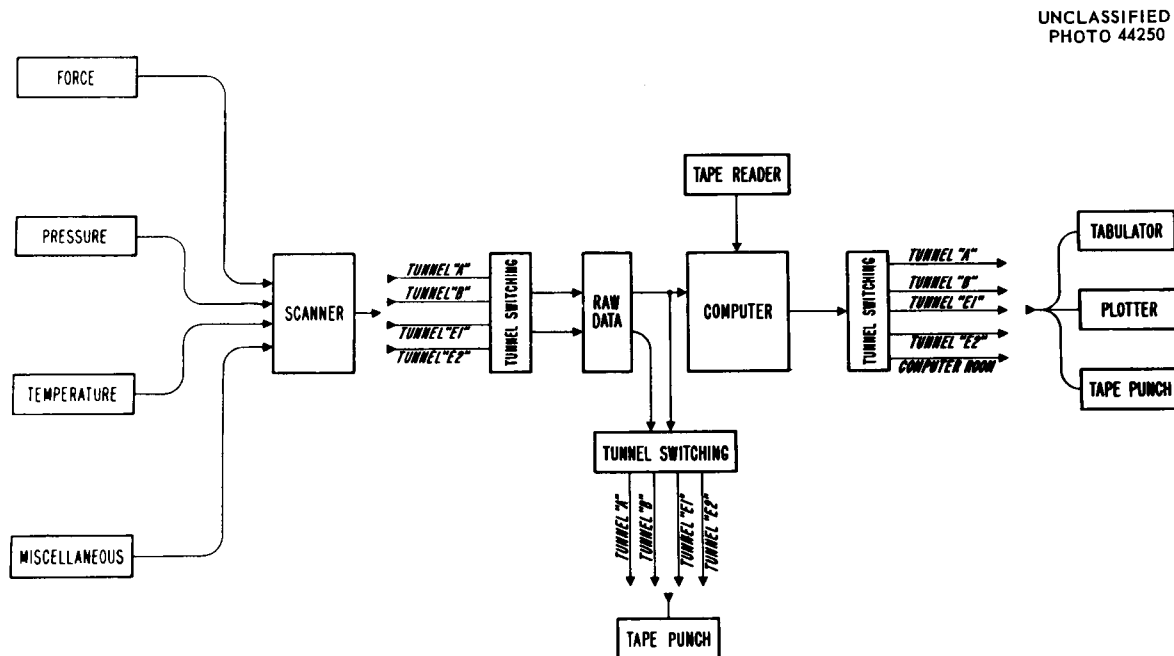 UNCLASSIFIED
PHOTO 44250
FORCE
PRESSURE
TEMPERATURE
MISCELLANEOUS
SCANNER
TUNNEL "A"
TUNNEL "B"
TUNNEL "E1"
TUNNEL "E2"
TUNNEL SWITCHING
RAW
DATA
TAPE READER
COMPUTER
TUNNEL SWITCHING
TUNNEL "A"
TUNNEL "B"
TUNNEL "E1"
TUNNEL "E2"
COMPUTER ROOM
TABULATOR
PLOTTER
TAPE PUNCH
TUNNEL SWITCHING
TUNNEL "A"
TUNNEL "B"
TUNNEL "E1"
TUNNEL "E2"
TAPE PUNCH